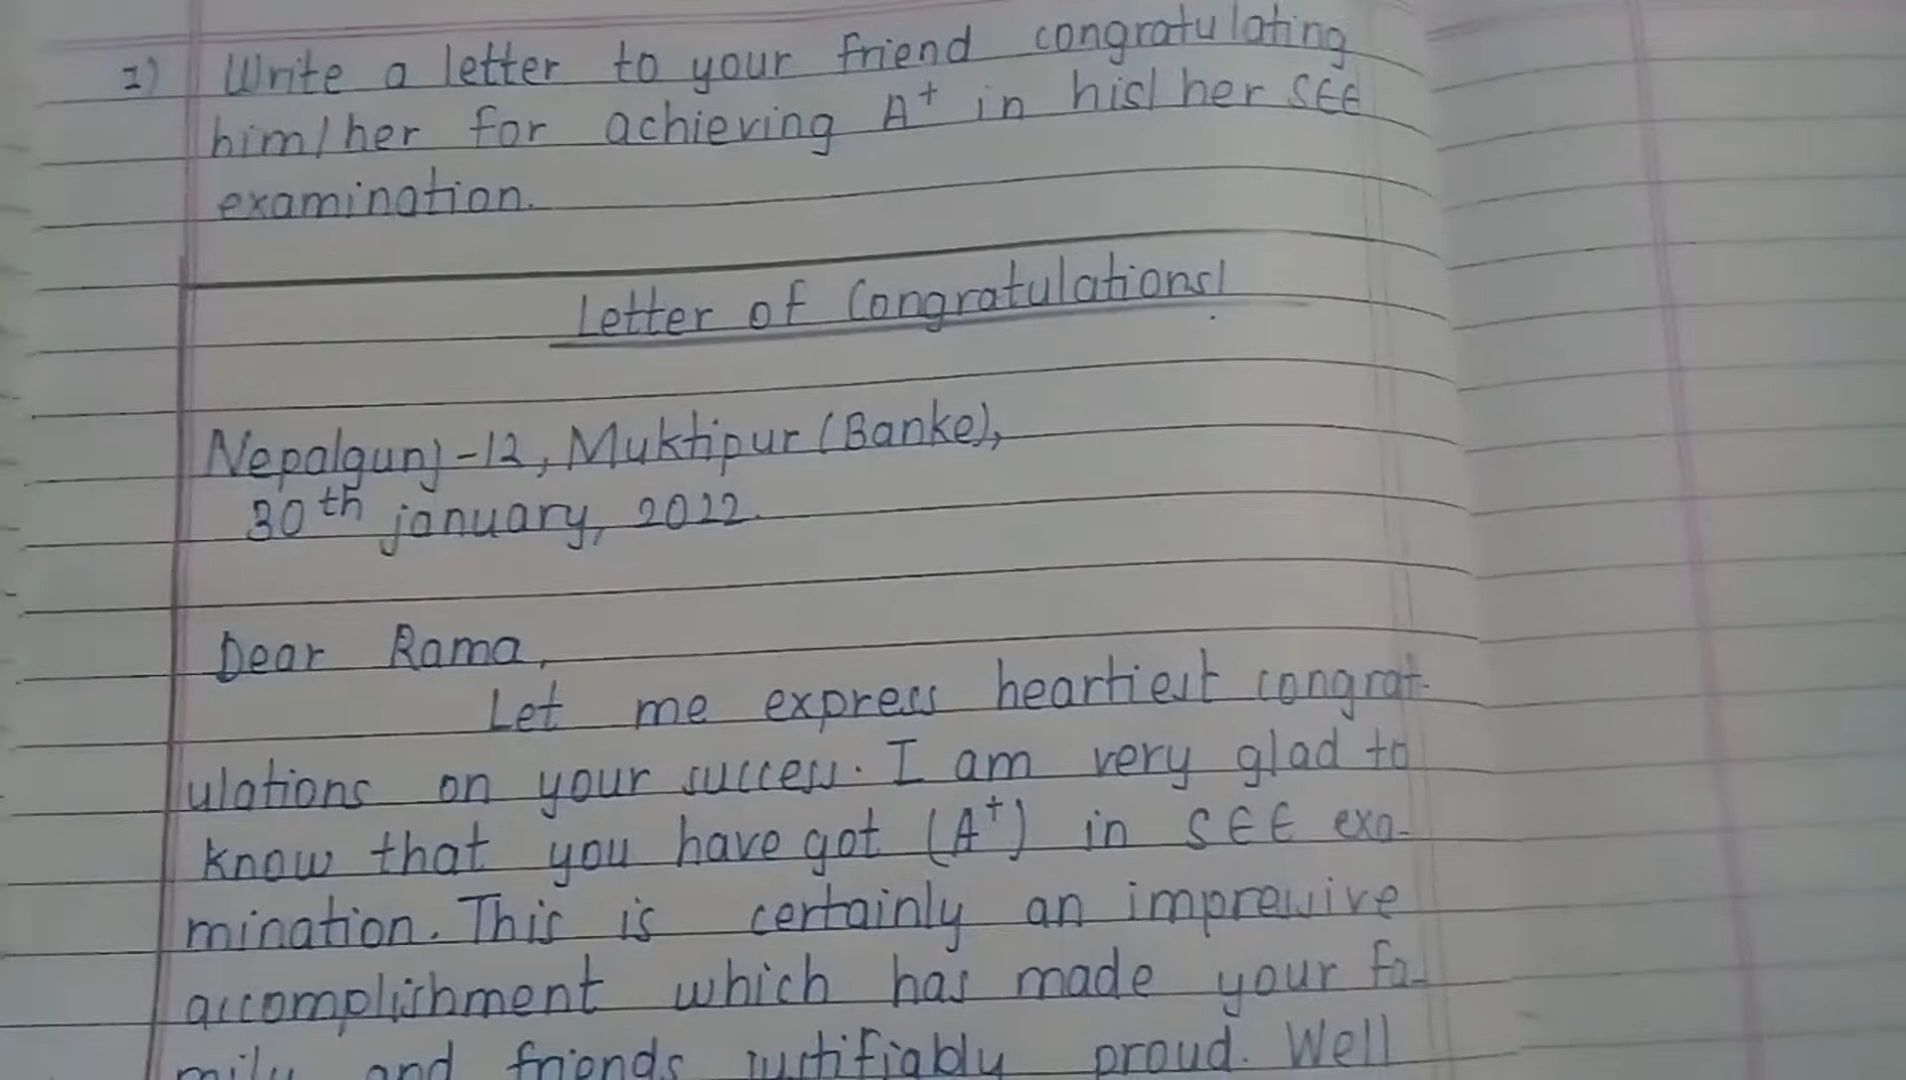 1) Write a letter to your friend congratulating
him/her for achieving A+ in his/her SEE
examination.
Letter of Congratulations!
Nepalgunj-12, Muktipur (Banke),
30th january, 2022.
Dear Rama,
Let me express heartiest congrat-
ulations on your success. I am very glad to
know that you have got (A+) in SEE exa-
mination. This is certainly an impressive
accomplishment which has made your fa-
mily and friends justifiably proud. Well